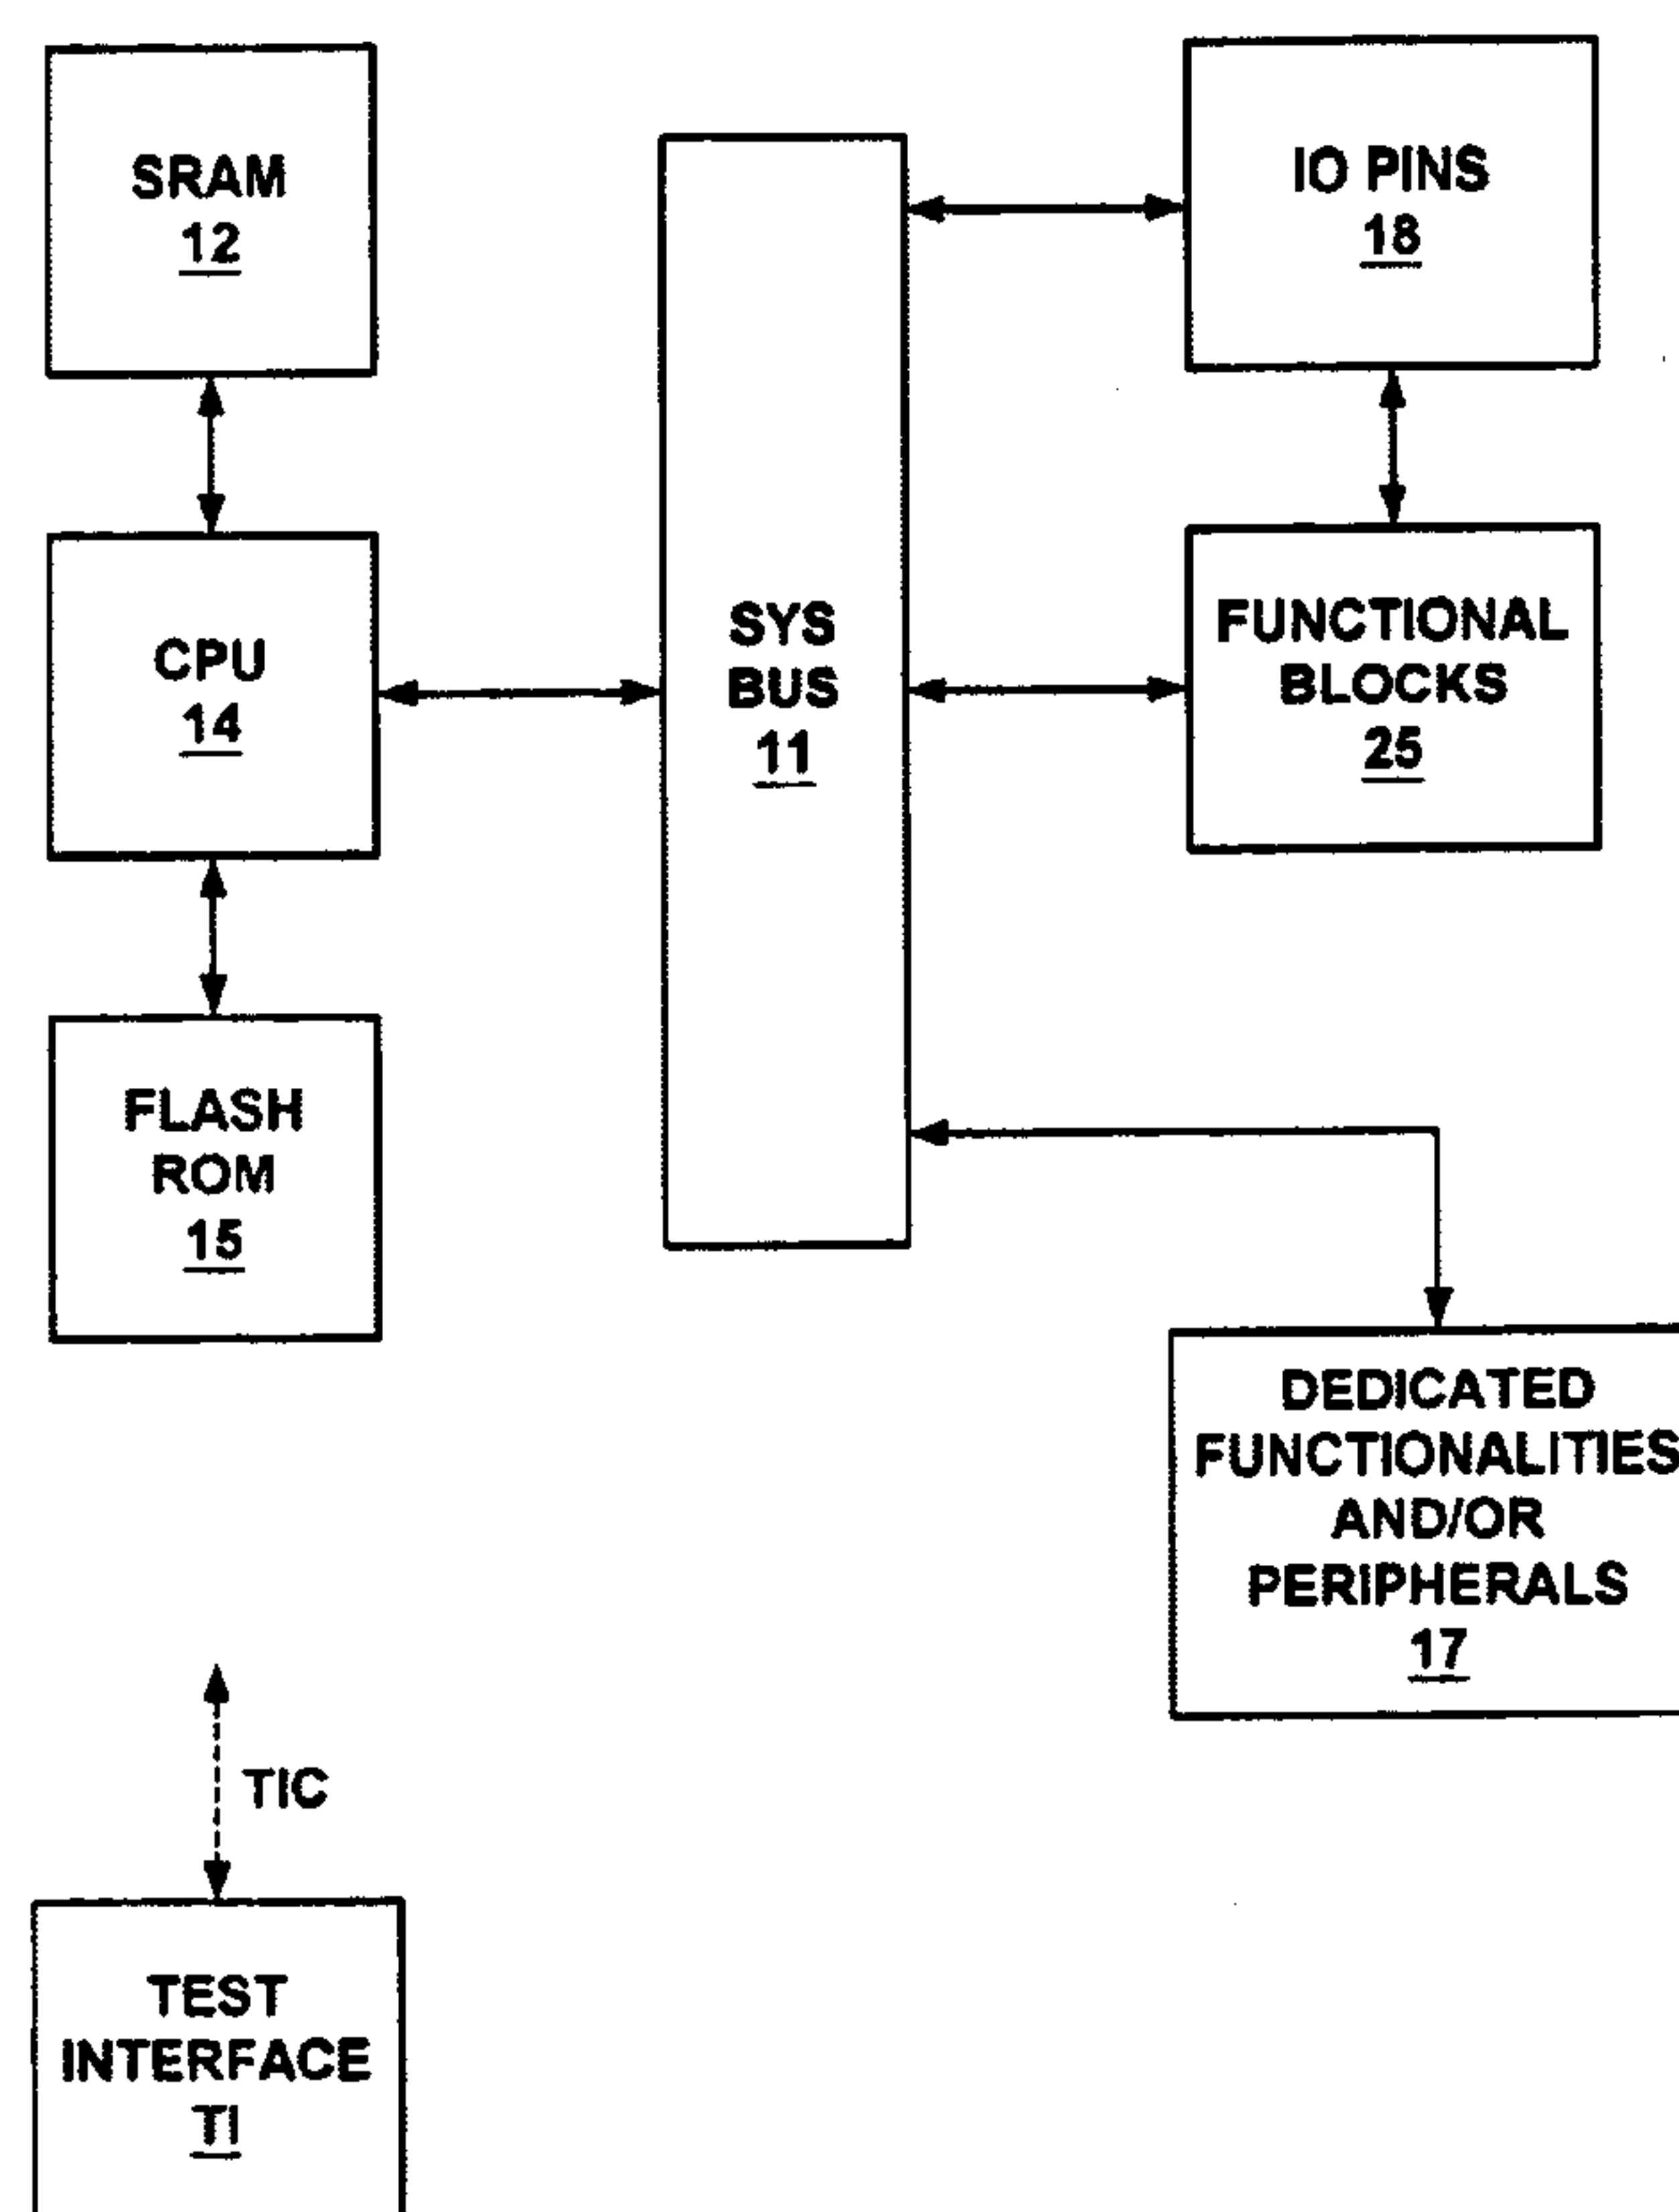 SRAM
12
IO PINS
18
CPU
14
SYS
BUS
11
FUNCTIONAL
BLOCKS
25
FLASH
ROM
15
DEDICATED
FUNCTIONALITIES
AND/OR
PERIPHERALS
17
TIC
TEST
INTERFACE
TI